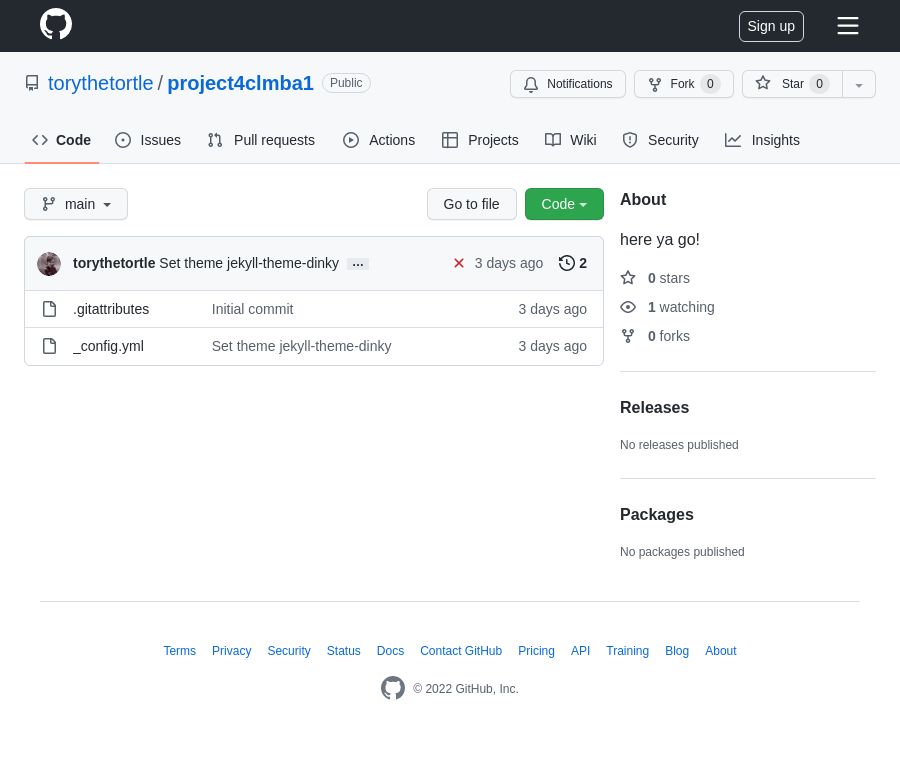 Sign up
torythetortle / project4clmba1 Public
Notifications Fork 0 Star 0
Code Issues Pull requests Actions Projects Wiki Security Insights
main Go to file Code
torythetortle Set theme jekyll-theme-dinky ... 3 days ago 2
.gitattributes Initial commit 3 days ago
_config.yml Set theme jekyll-theme-dinky 3 days ago
About
here ya go!
0 stars
1 watching
0 forks
Releases
No releases published
Packages
No packages published
Terms Privacy Security Status Docs Contact GitHub Pricing API Training Blog About
© 2022 GitHub, Inc.